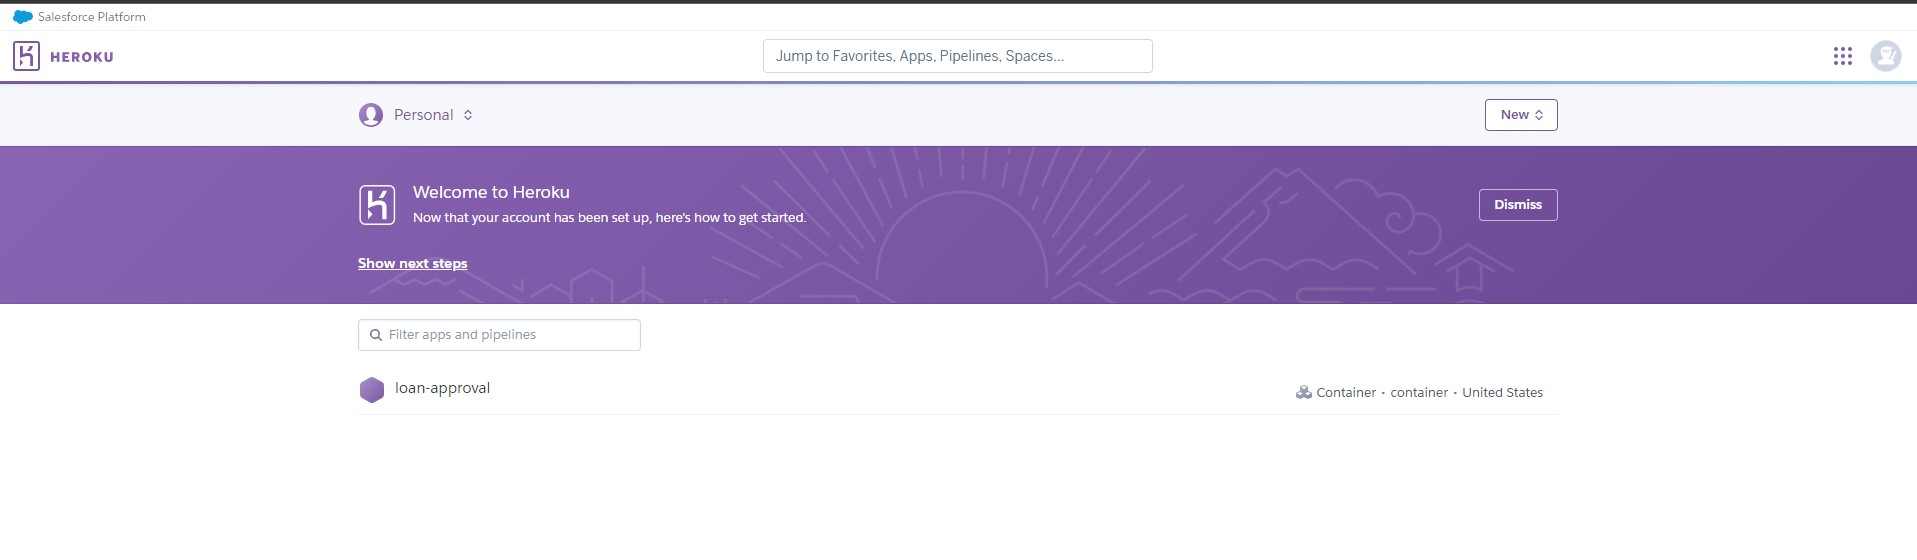 Salesforce Platform
HEROKU
Jump to Favorites, Apps, Pipelines, Spaces...
Personal
New
Welcome to Heroku
Now that your account has been set up, here's how to get started.
Dismiss
Show next steps
Filter apps and pipelines
loan-approval
Container · container · United States